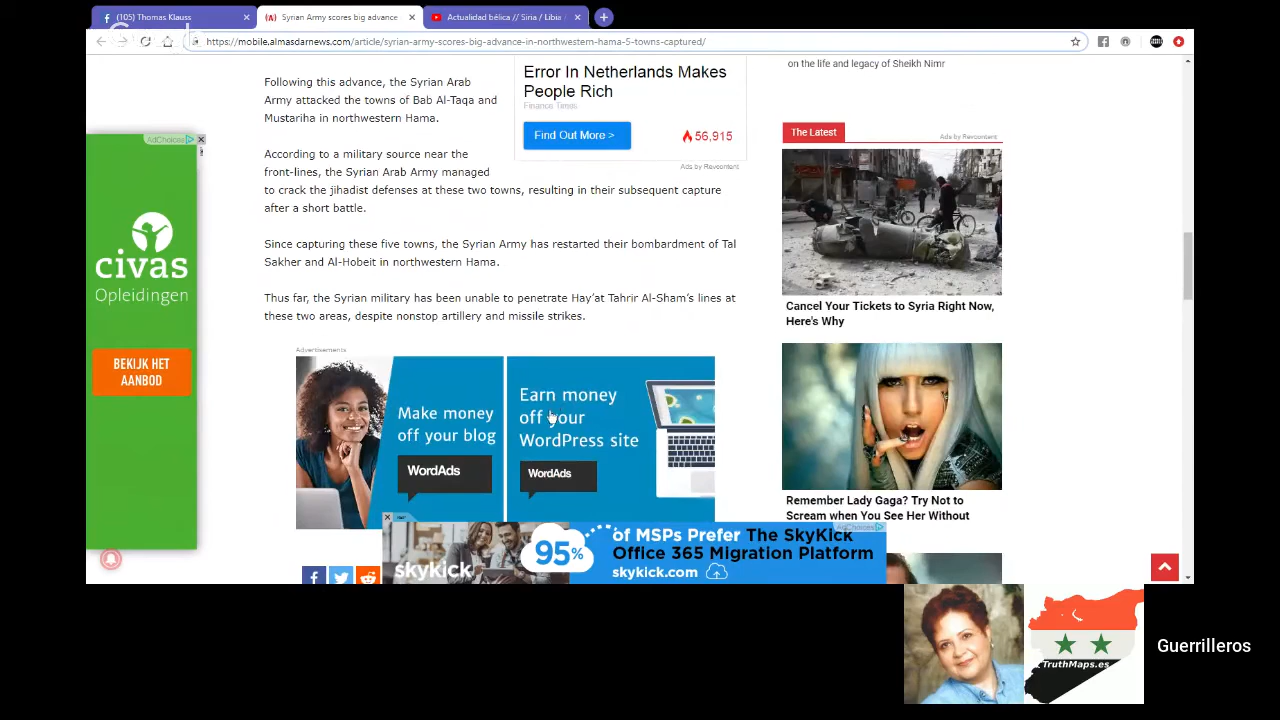 (105) Thomas Klauss
Syrian Army scores big advance
Actualidad bélica // Siria / Libia
https://mobile.almasdarnews.com/article/syrian-army-scores-big-advance-in-northwestern-hama-5-towns-captured/
Following this advance, the Syrian Arab
Army attacked the towns of Bab Al-Taqa and
Mustariha in northwestern Hama.
According to a military source near the
front-lines, the Syrian Arab Army managed
to crack the jihadist defenses at these two towns, resulting in their subsequent capture
after a short battle.
Since capturing these five towns, the Syrian Army has restarted their bombardment of Tal
Sakher and Al-Hobeit in northwestern Hama.
Thus far, the Syrian military has been unable to penetrate Hay'at Tahrir Al-Sham's lines at
these two areas, despite nonstop artillery and missile strikes.
Error In Netherlands Makes
People Rich
Finance Times
Find Out More >
56,915
Ads by Revcontent
on the life and legacy of Sheikh Nimr
The Latest
Ads by Revcontent
Cancel Your Tickets to Syria Right Now,
Here's Why
Remember Lady Gaga? Try Not to
Scream when You See Her Without
AdChoices
civas
Opleidingen
BEKIJK HET
AANBOD
Advertisements
Make money
off your blog
WordAds
Earn money
off your
WordPress site
WordAds
AdChoices
skykick
95%
of MSPs Prefer The SkyKick
Office 365 Migration Platform
skykick.com
TruthMaps.es
Guerrilleros